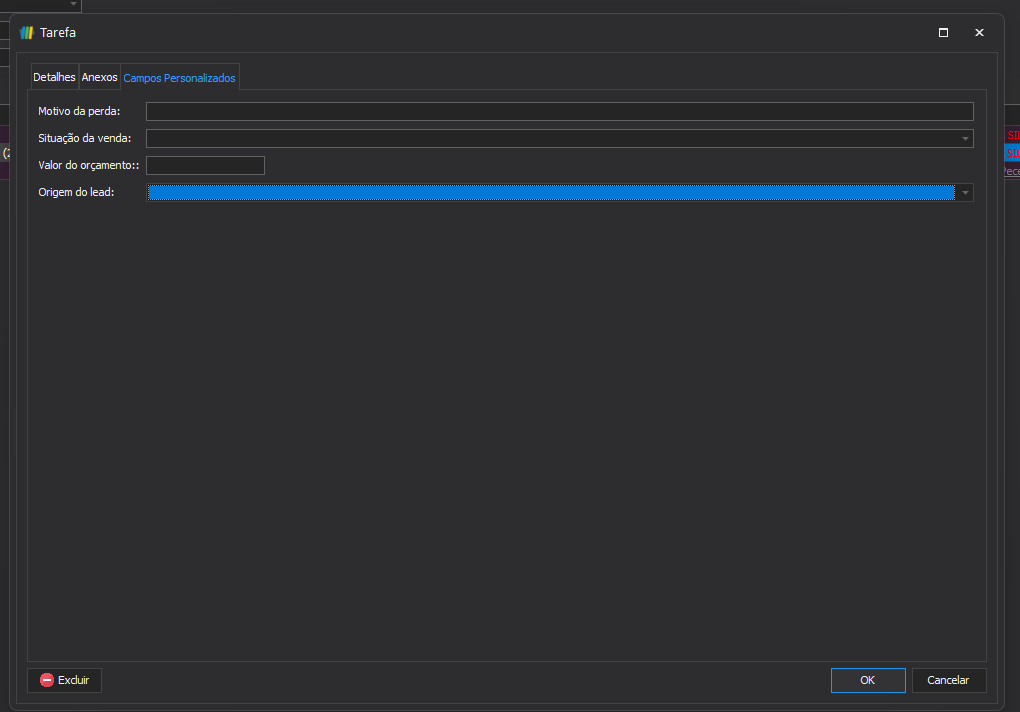 Tarefa
Detalhes Anexos Campos Personalizados
Motivo da perda:
Situação da venda:
Valor do orçamento::
Origem do lead:
Excluir
OK
Cancelar